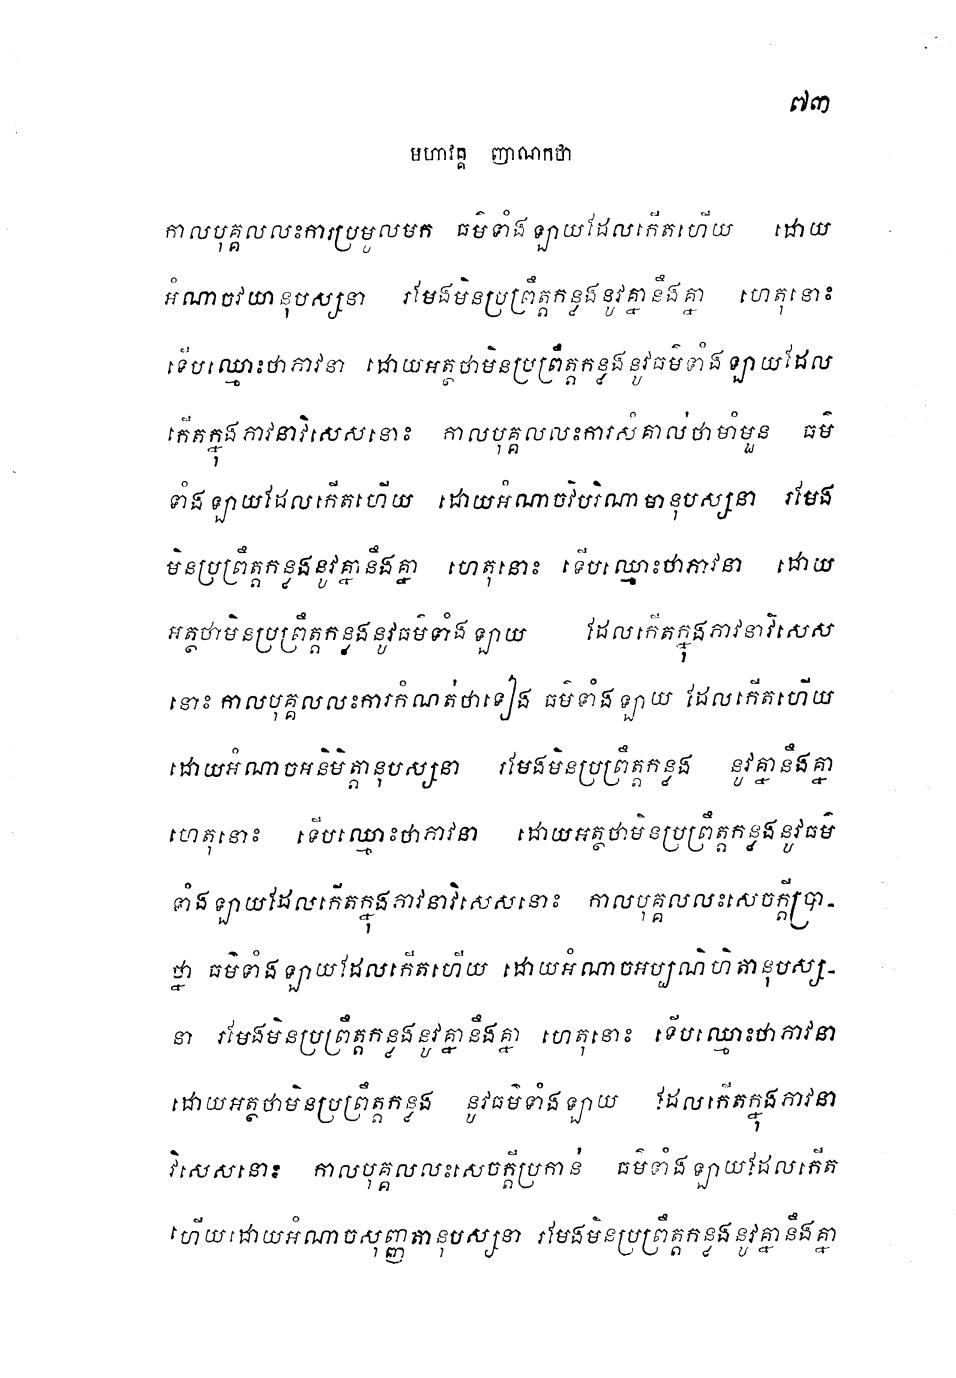 ៧៣
មហាវគ្គ ញាណកថា
កាលបុគ្គលលះការប្រមូលមក ធម៌ទាំងឡាយដែលកើតហើយ ដោយ
អំណាចវយានុបស្សនា រមែងមិនប្រព្រឹត្តកន្លងនូវគ្នានឹងគ្នា ហេតុនោះ
ទើបឈ្មោះថាភាវនា ដោយអត្ថថាមិនប្រព្រឹត្តកន្លងនូវធម៌ទាំងឡាយដែល
កើតក្នុងភាវនាវិសេសនោះ កាលបុគ្គលលះការសំគាល់ថាមាំមួន ធម៌
ទាំងឡាយដែលកើតហើយ ដោយអំណាចវិបរិណាមានុបស្សនា រមែង
មិនប្រព្រឹត្តកន្លងនូវគ្នានឹងគ្នា ហេតុនោះ ទើបឈ្មោះថាភាវនា ដោយ
អត្ថថាមិនប្រព្រឹត្តកន្លងនូវធម៌ទាំងឡាយ ដែលកើតក្នុងភាវនាវិសេស
នោះ កាលបុគ្គលលះការកំណត់ថាទៀង ធម៌ទាំងឡាយ ដែលកើតហើយ
ដោយអំណាចអនិមិត្តានុបស្សនា រមែងមិនប្រព្រឹត្តកន្លង នូវគ្នានឹងគ្នា
ហេតុនោះ ទើបឈ្មោះថាភាវនា ដោយអត្ថថាមិនប្រព្រឹត្តកន្លងនូវធម៌
ទាំងឡាយដែលកើតក្នុងភាវនាវិសេសនោះ កាលបុគ្គលលះសេចក្តីប្រា-
ថ្នា ធម៌ទាំងឡាយដែលកើតហើយ ដោយអំណាចអប្បណិហិតានុបស្ស-
នា រមែងមិនប្រព្រឹត្តកន្លងនូវគ្នានឹងគ្នា ហេតុនោះ ទើបឈ្មោះថាភាវនា
ដោយអត្ថថាមិនប្រព្រឹត្តកន្លង នូវធម៌ទាំងឡាយ ដែលកើតក្នុងភាវនា
វិសេសនោះ កាលបុគ្គលលះសេចក្តីប្រកាន់ ធម៌ទាំងឡាយដែលកើត
ហើយដោយអំណាចសុញ្ញតានុបស្សនា រមែងមិនប្រព្រឹត្តកន្លងនូវគ្នានឹងគ្នា